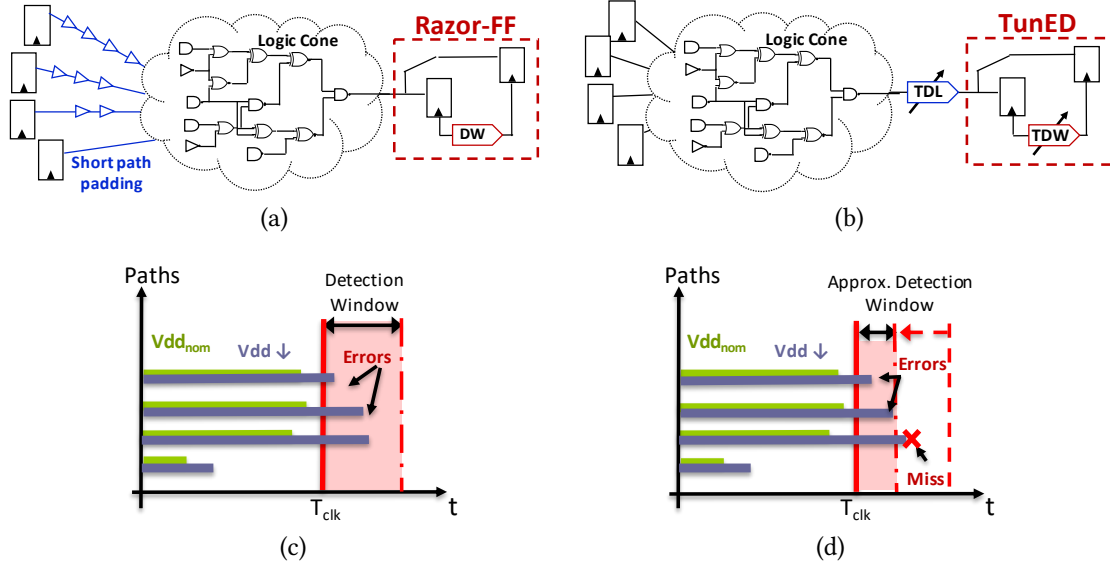 Logic Cone
Razor-FF
DW
Short path
padding
(a)
Logic Cone
TunED
TDL
TDW
(b)
Paths
Detection
Window
Vddnom
Vdd ↓
Errors
Tclk
t
(c)
Paths
Approx. Detection
Window
Vddnom
Vdd ↓
Errors
Miss
Tclk
t
(d)